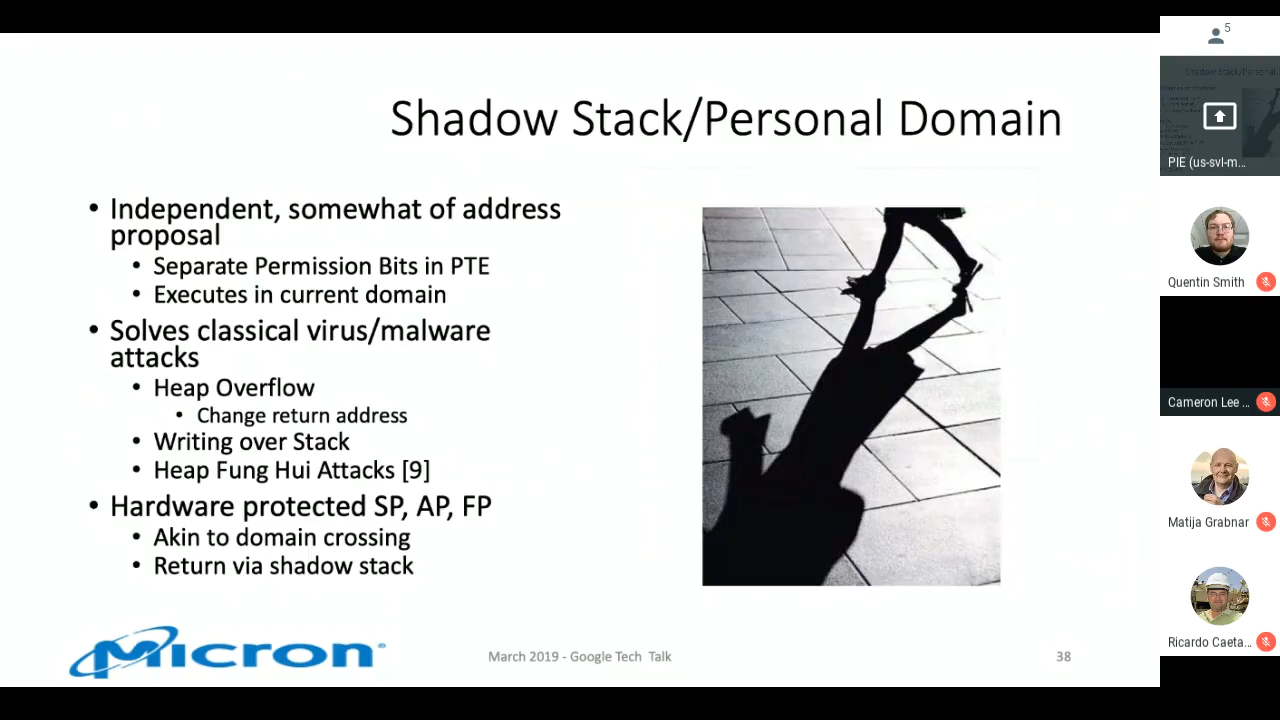 Shadow Stack/Personal Domain
• Independent, somewhat of address
proposal
• Separate Permission Bits in PTE
• Executes in current domain
• Solves classical virus/malware
attacks
• Heap Overflow
• Change return address
• Writing over Stack
• Heap Fung Hui Attacks [9]
• Hardware protected SP, AP, FP
• Akin to domain crossing
• Return via shadow stack
Micron®
March 2019 - Google Tech Talk
38
5
PIE (us-svl-m...
Quentin Smith
Cameron Lee ...
Matija Grabnar
Ricardo Caeta...